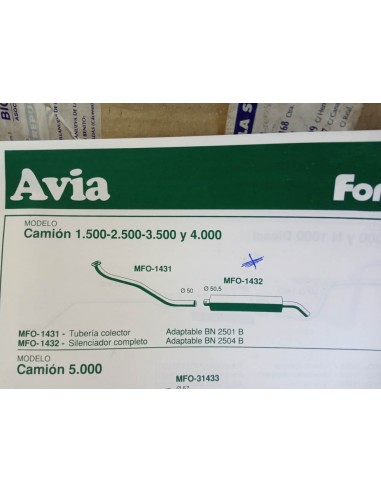 Avia
For
MODELO
Camión 1.500-2.500-3.500 y 4.000
MFO-1431
MFO-1432
Ø 50
Ø 50,5
MFO-1431 - Tubería colector Adaptable BN 2501 B
MFO-1432 - Silenciador completo Adaptable BN 2504 B
MODELO
Camión 5.000
MFO-31433
Ø 57